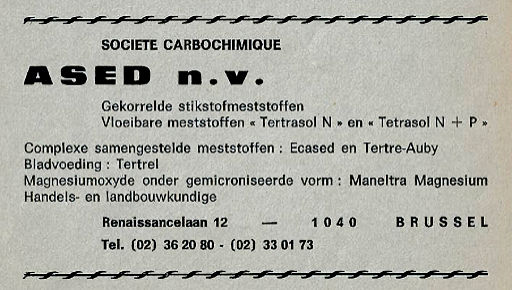 SOCIETE CARBOCHIMIQUE
ASED n.v.
Gekorrelde stikstofmeststoffen
Vloeibare meststoffen « Tertrasol N » en « Tetrasol N + P »
Complexe samengestelde meststoffen : Ecased en Tertre-Auby
Bladvoeding : Tertrel
Magnesiumoxyde onder gemicroniseerde vorm : Maneltra Magnesium
Handels- en landbouwkundige
Renaissancelaan 12 — 1040 BRUSSEL
Tel. (02) 36 20 80 - (02) 33 01 73